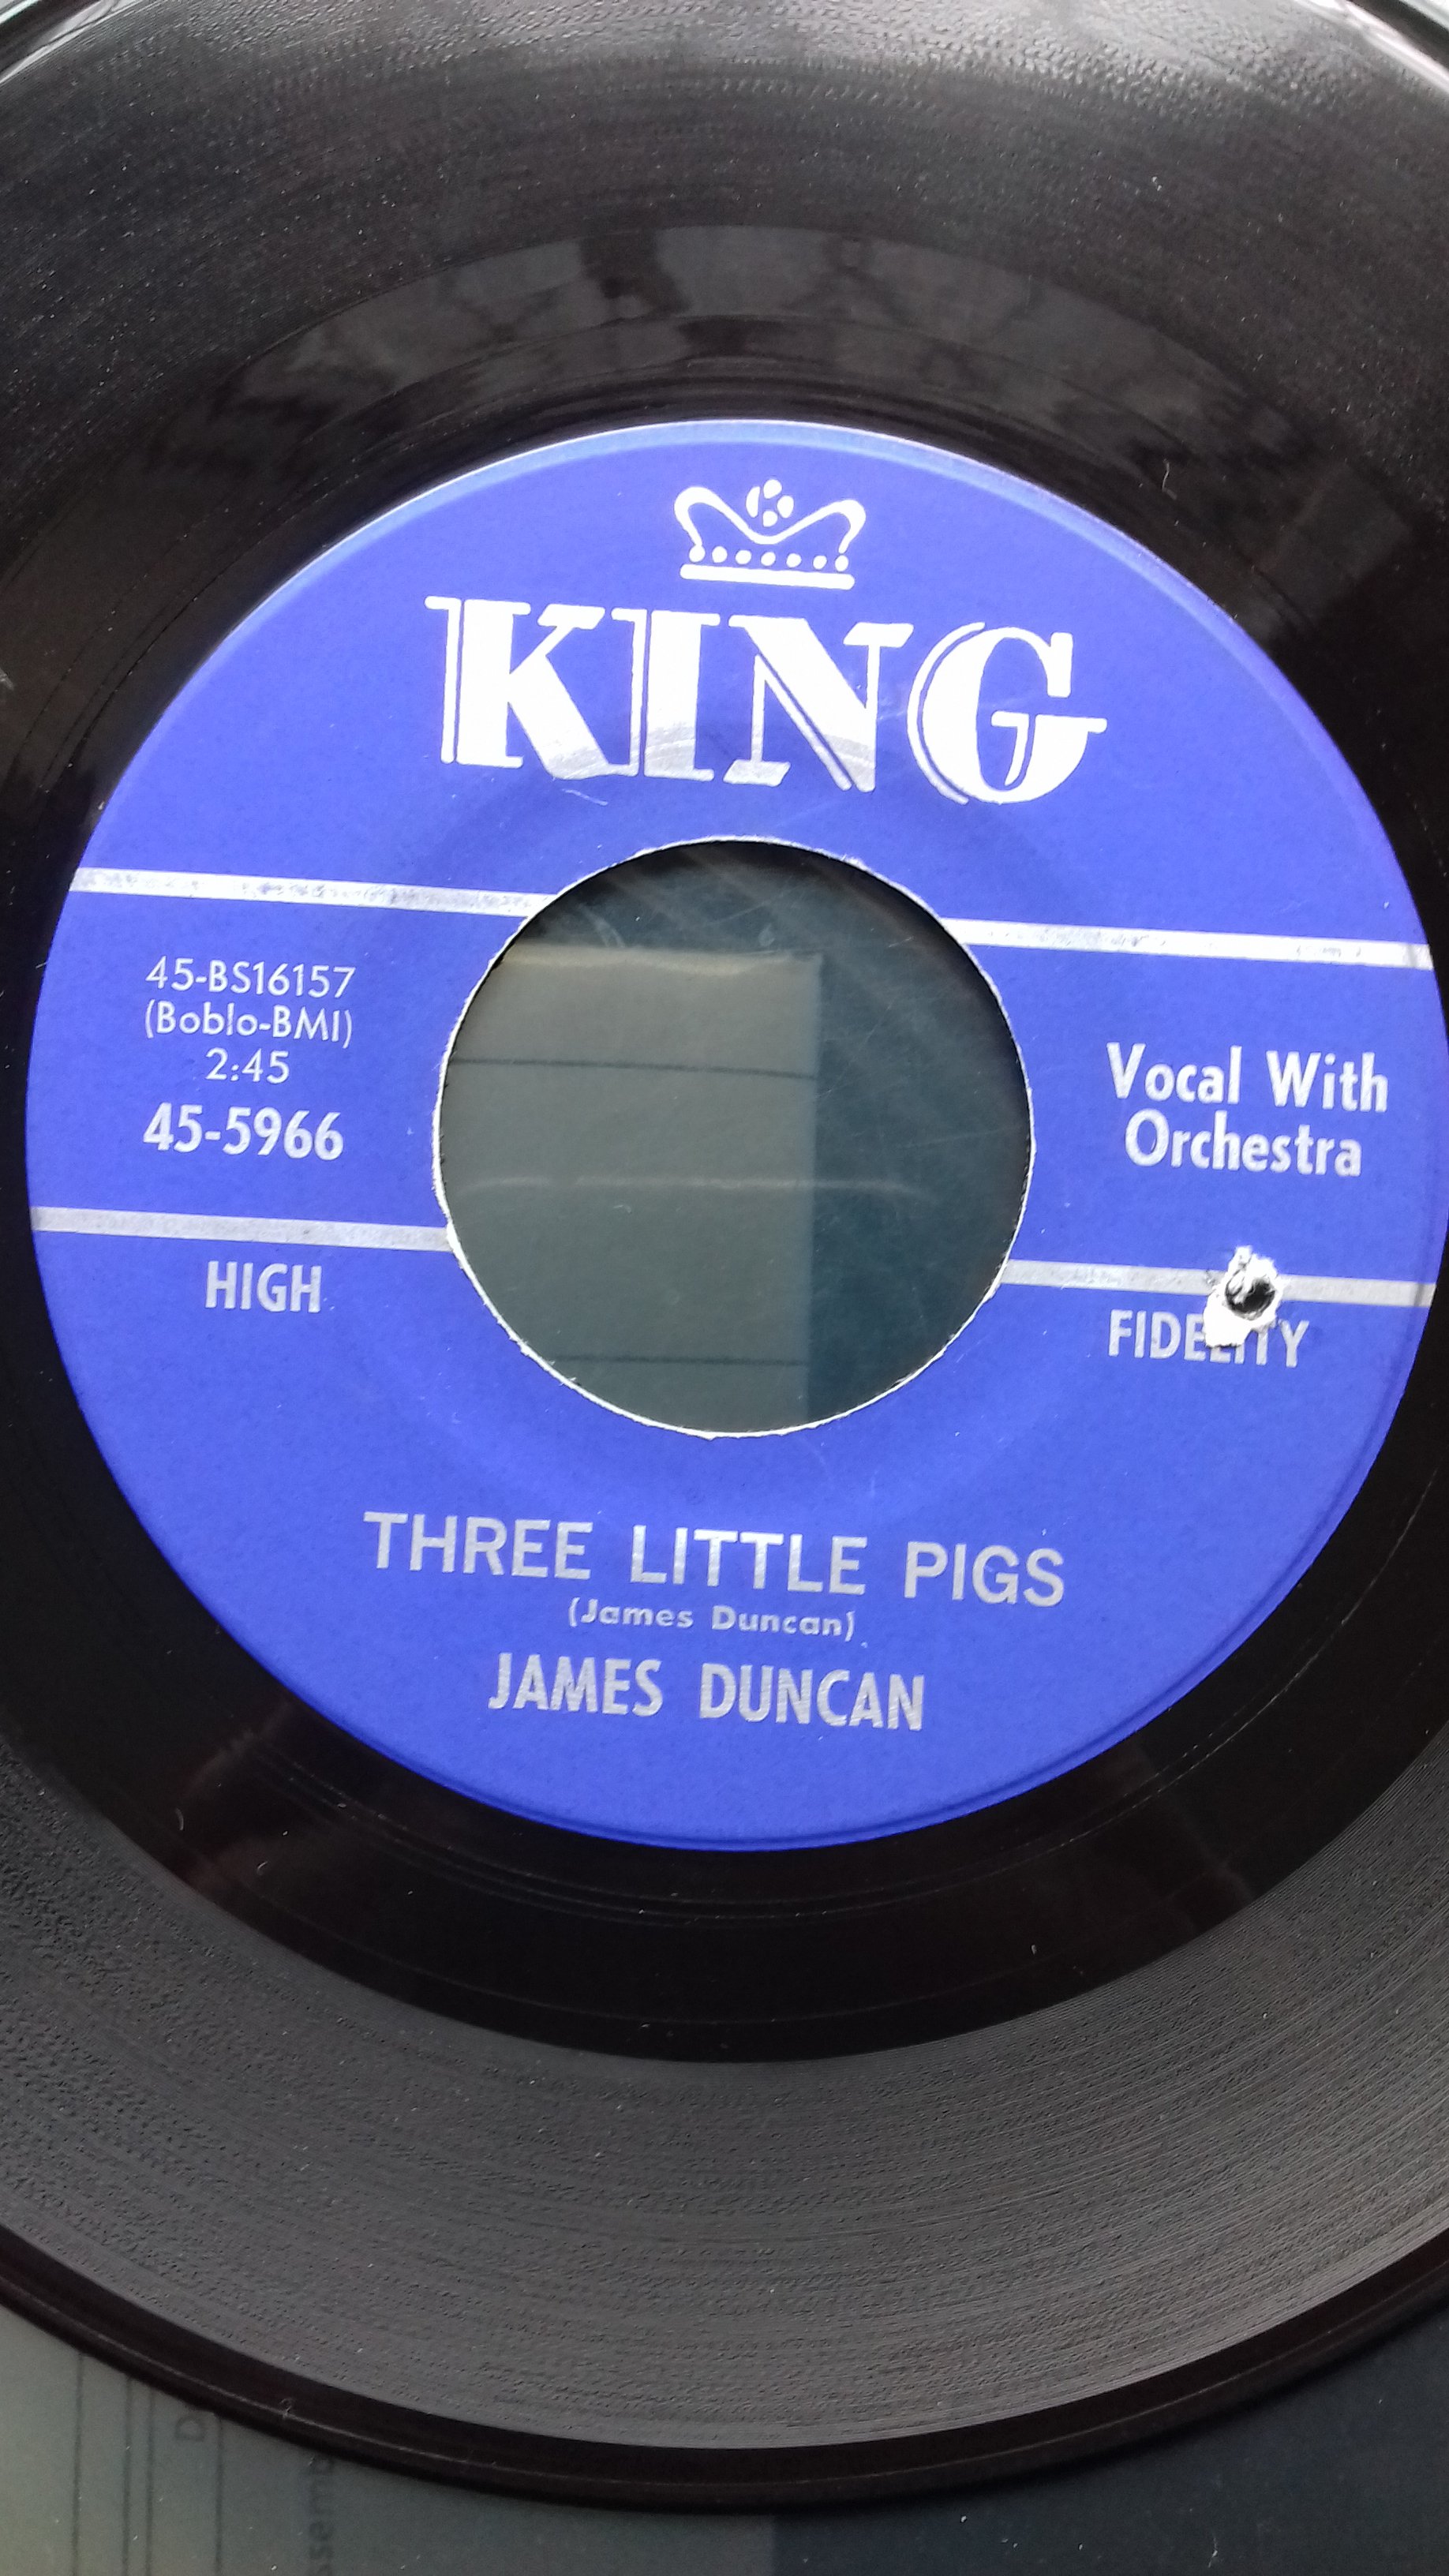 KING
45-BS16157
(Boblo-BMI)
2:45
45-5966
Vocal With
Orchestra
HIGH
FIDELITY
THREE LITTLE PIGS
(James Duncan)
JAMES DUNCAN